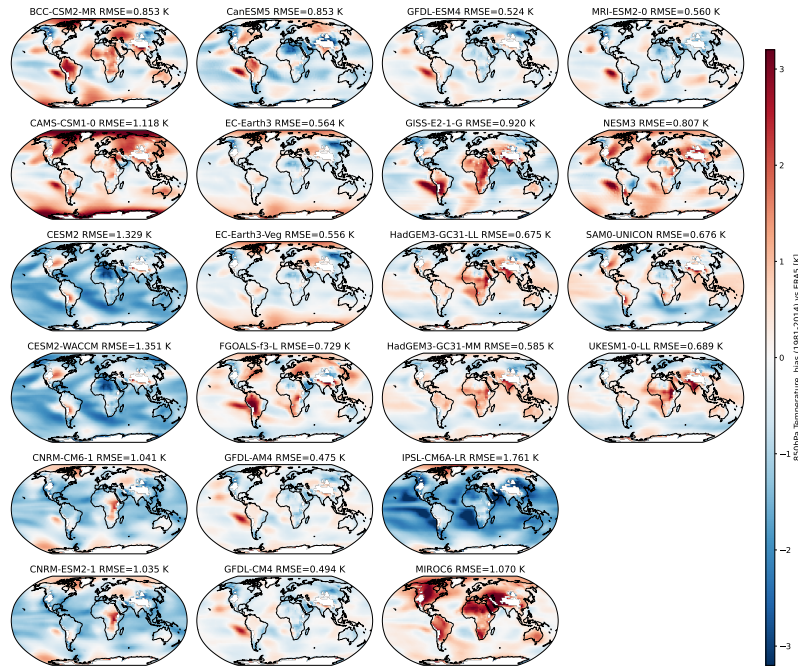 BCC-CSM2-MR RMSE=0.853 K
CanESM5 RMSE=0.853 K
GFDL-ESM4 RMSE=0.524 K
MRI-ESM2-0 RMSE=0.560 K
CAMS-CSM1-0 RMSE=1.118 K
EC-Earth3 RMSE=0.564 K
GISS-E2-1-G RMSE=0.920 K
NESM3 RMSE=0.807 K
CESM2 RMSE=1.329 K
EC-Earth3-Veg RMSE=0.556 K
HadGEM3-GC31-LL RMSE=0.675 K
SAM0-UNICON RMSE=0.676 K
CESM2-WACCM RMSE=1.351 K
FGOALS-f3-L RMSE=0.729 K
HadGEM3-GC31-MM RMSE=0.585 K
UKESM1-0-LL RMSE=0.689 K
CNRM-CM6-1 RMSE=1.041 K
GFDL-AM4 RMSE=0.475 K
IPSL-CM6A-LR RMSE=1.761 K
CNRM-ESM2-1 RMSE=1.035 K
GFDL-CM4 RMSE=0.494 K
MIROC6 RMSE=1.070 K
3
2
1
0
−1
−2
−3
850hPa Temperature bias (1981-2014) vs ERA5 [K]